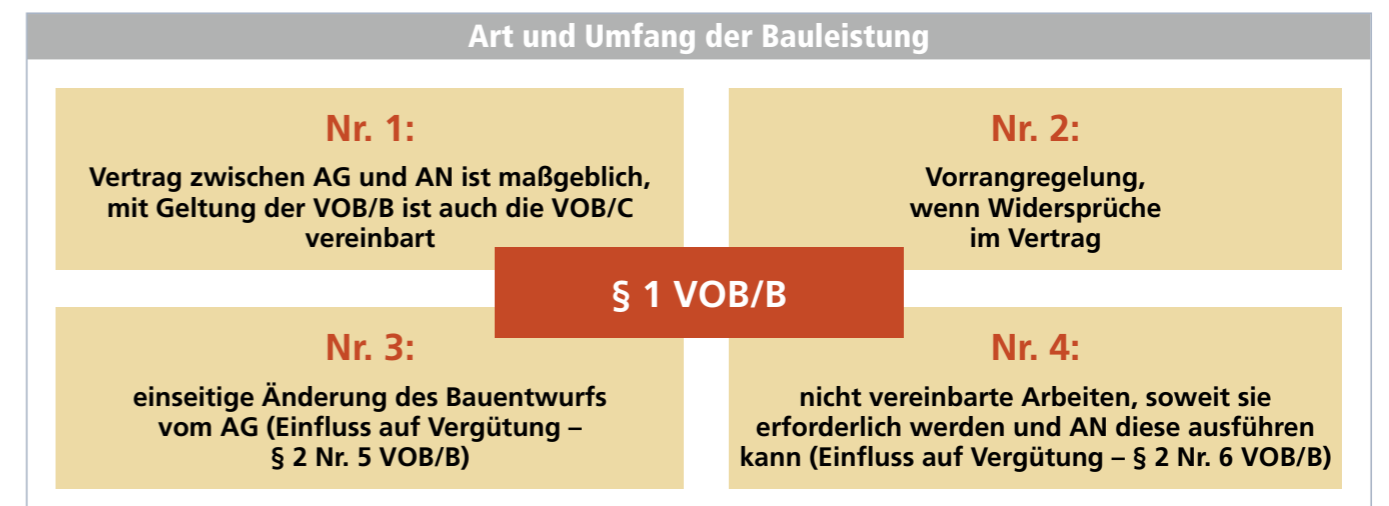 Art und Umfang der Bauleistung
Nr. 1:
Vertrag zwischen AG und AN ist maßgeblich,
mit Geltung der VOB/B ist auch die VOB/C
vereinbart
Nr. 2:
Vorrangregelung,
wenn Widersprüche
im Vertrag
§ 1 VOB/B
Nr. 3:
einseitige Änderung des Bauentwurfs
vom AG (Einfluss auf Vergütung –
§ 2 Nr. 5 VOB/B)
Nr. 4:
nicht vereinbarte Arbeiten, soweit sie
erforderlich werden und AN diese ausführen
kann (Einfluss auf Vergütung – § 2 Nr. 6 VOB/B)